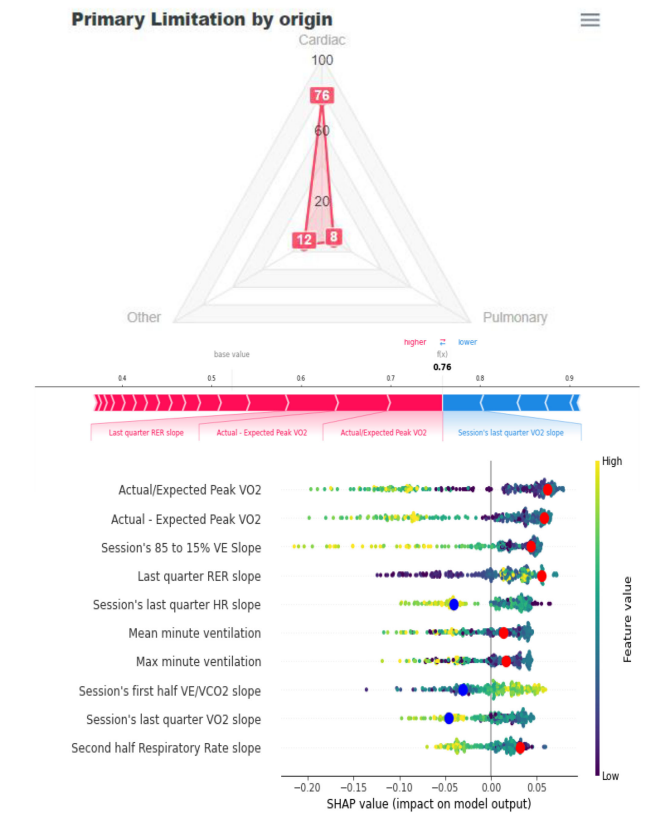 Primary Limitation by origin
Cardiac
100
76
60
20
12
8
Other
Pulmonary
higher
lower
base value
f(x)
0.76
0.4
0.5
0.6
0.7
0.8
0.9
Last quarter RER slope
Actual - Expected Peak VO2
Actual/Expected Peak VO2
Session's last quarter VO2 slope
High
Actual/Expected Peak VO2
Actual - Expected Peak VO2
Session's 85 to 15% VE Slope
Last quarter RER slope
Session's last quarter HR slope
Mean minute ventilation
Max minute ventilation
Session's first half VE/VCO2 slope
Session's last quarter VO2 slope
Second half Respiratory Rate slope
Feature value
Low
−0.20
−0.15
−0.10
−0.05
0.00
0.05
SHAP value (impact on model output)